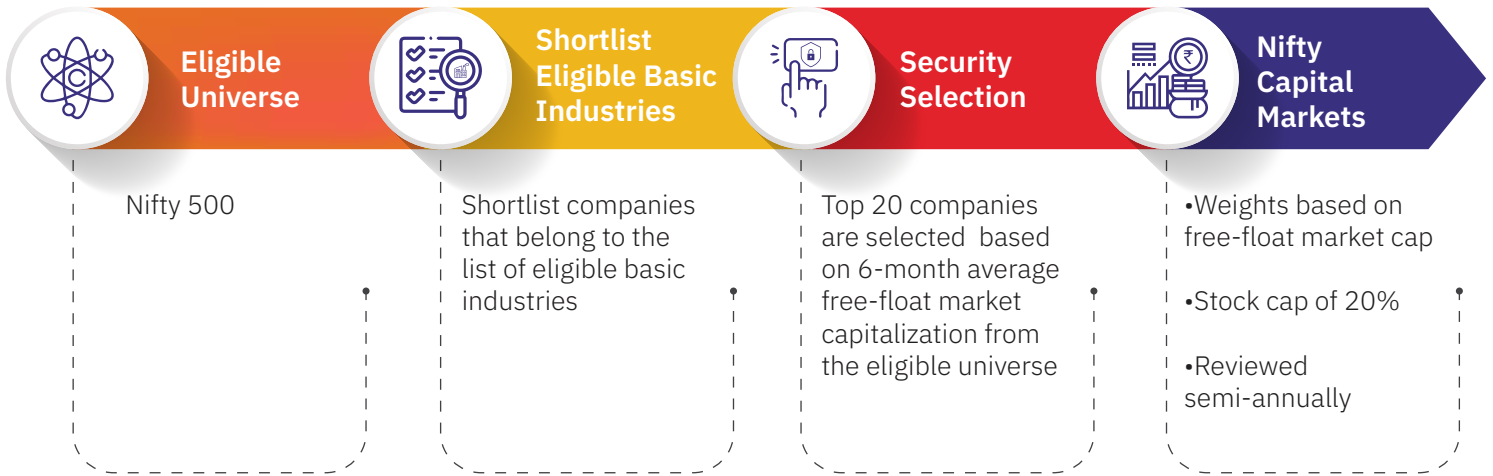 Eligible
Universe
Nifty 500
Shortlist
Eligible Basic
Industries
Shortlist companies
that belong to the
list of eligible basic
industries
Security
Selection
Top 20 companies
are selected  based
on 6-month average
free-float market
capitalization from
the eligible universe
Nifty
Capital
Markets
•Weights based on
free-float market cap
•Stock cap of 20%
•Reviewed
semi-annually